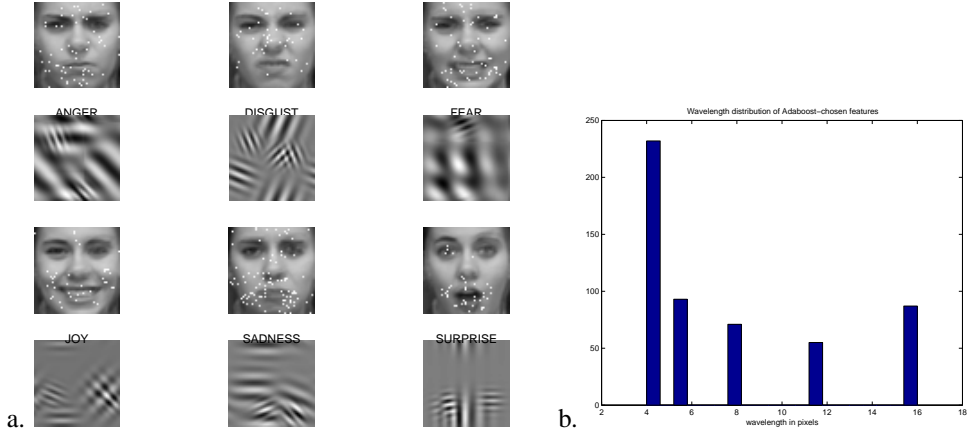 ANGER DISGUST FEAR
JOY SADNESS SURPRISE
a.
Wavelength distribution of Adaboost−chosen features
250
200
150
100
50
0
2 4 6 8 10 12 14 16 18
wavelength in pixels
b.